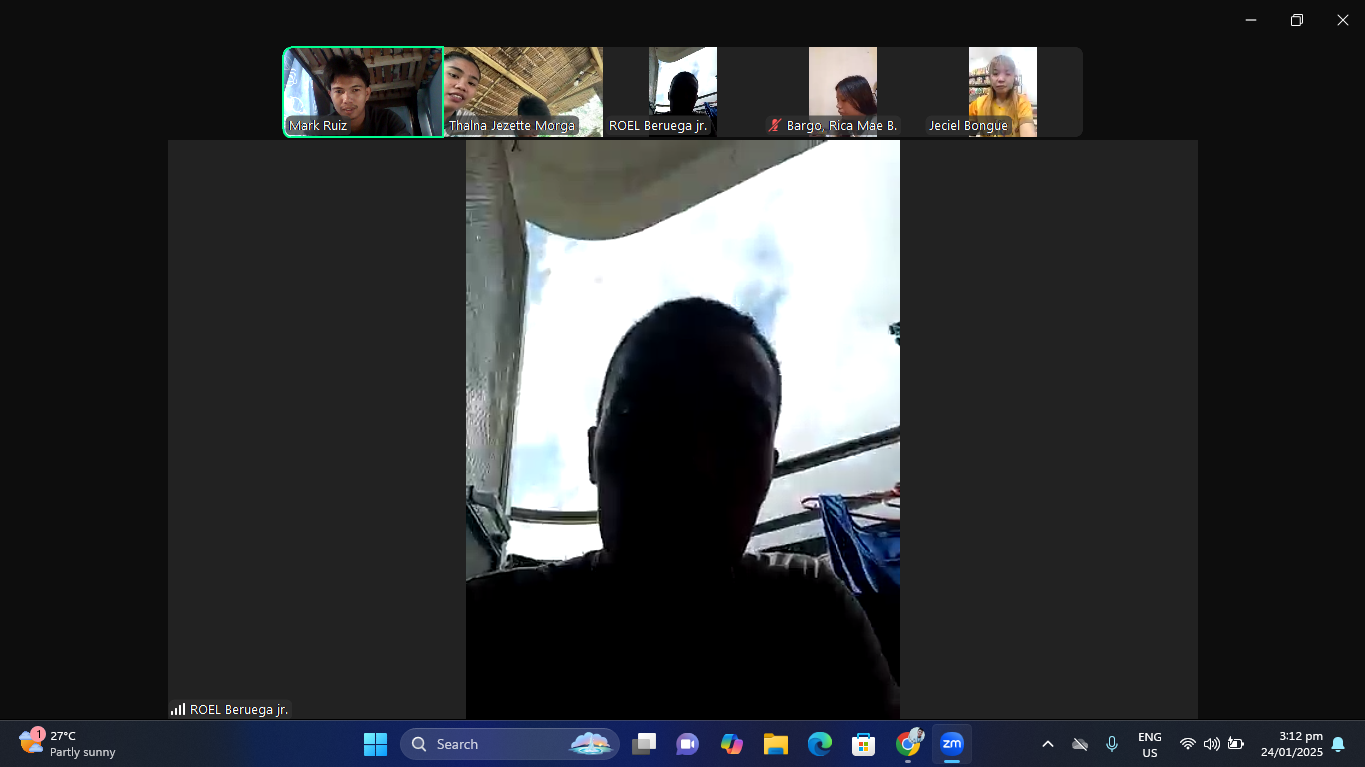 Mark Ruiz
Thalna Jezette Morga
ROEL Beruega jr.
Bargo, Rica Mae B.
Jeciel Bongue
ROEL Beruega jr.
1
27°C
Partly sunny
Search
zm
ENG
US
3:12 pm
24/01/2025